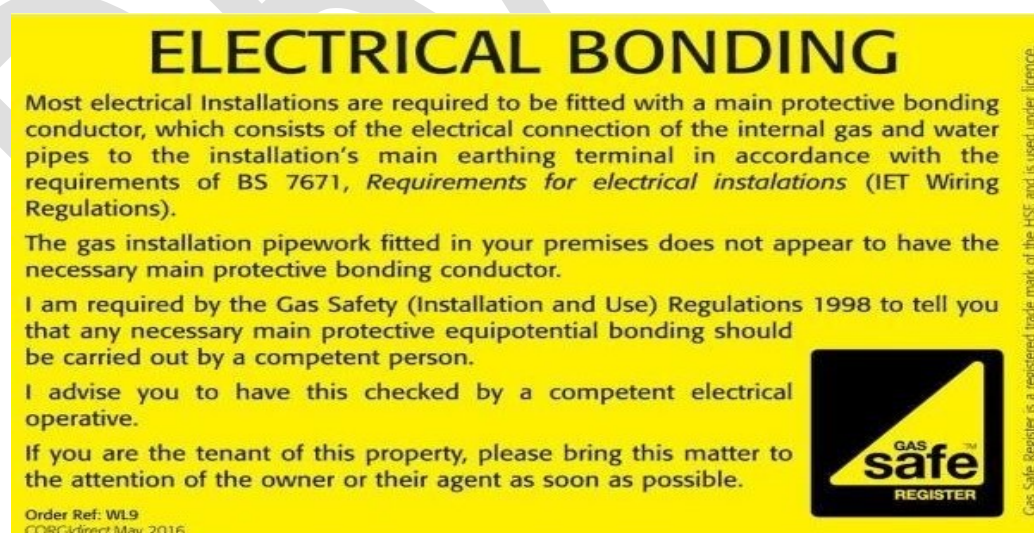 ELECTRICAL BONDING
Most electrical Installations are required to be fitted with a main protective bonding
conductor, which consists of the electrical connection of the internal gas and water
pipes to the installation's main earthing terminal in accordance with the
requirements of BS 7671, Requirements for electrical instalations (IET Wiring
Regulations).
The gas installation pipework fitted in your premises does not appear to have the
necessary main protective bonding conductor.
I am required by the Gas Safety (Installation and Use) Regulations 1998 to tell you
that any necessary main protective equipotential bonding should
be carried out by a competent person.
I advise you to have this checked by a competent electrical
operative.
If you are the tenant of this property, please bring this matter to
the attention of the owner or their agent as soon as possible.
Order Ref: WL9
CORGIdirect May 2016
GAS
safe™
REGISTER
Gas Safe Register is a registered trade mark of the HSE and is used under licence